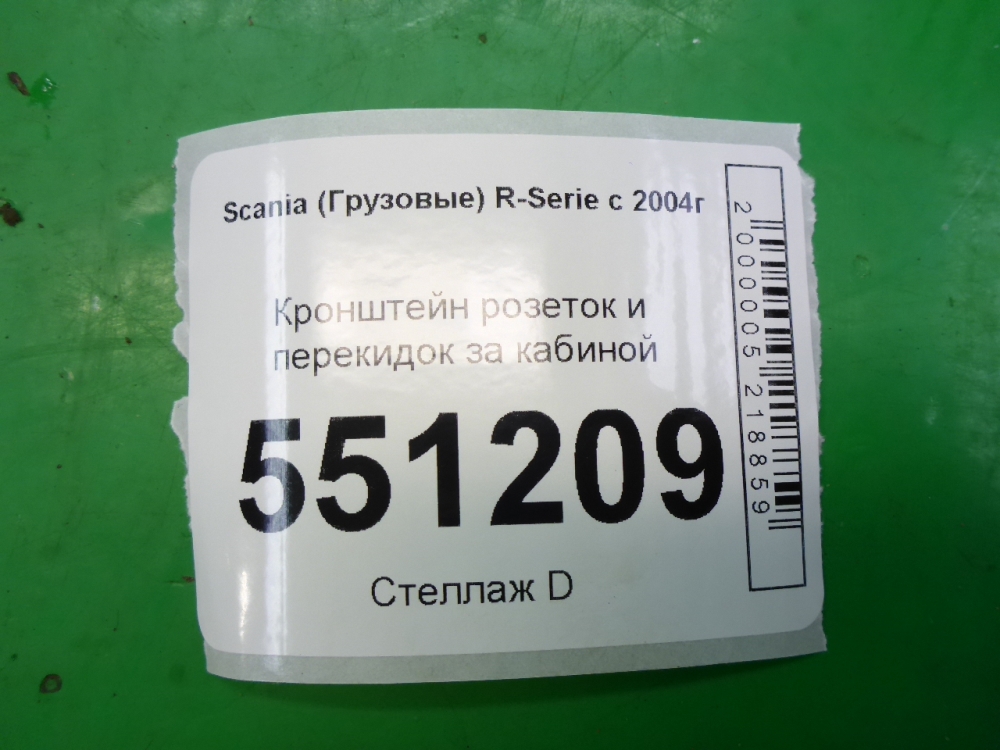 Scania (Грузовые) R-Serie с 2004г
Кронштейн розеток и
перекидок за кабиной
551209
Стеллаж D
2000005218859